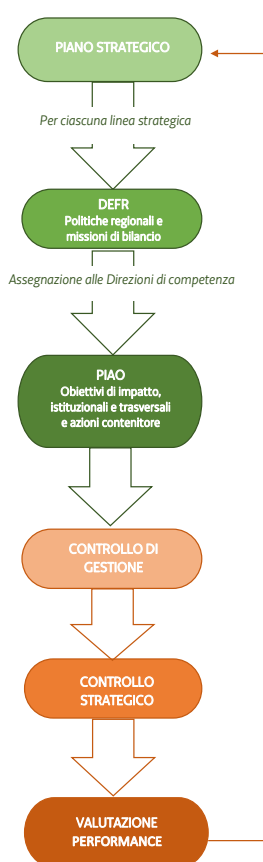 PIANO STRATEGICO
Per ciascuna linea strategica
DEFR
Politiche regionali e
missioni di bilancio
Assegnazione alle Direzioni di competenza
PIAO
Obiettivi di impatto,
istituzionali e trasversali
e azioni contenitore
CONTROLLO DI
GESTIONE
CONTROLLO
STRATEGICO
VALUTAZIONE
PERFORMANCE